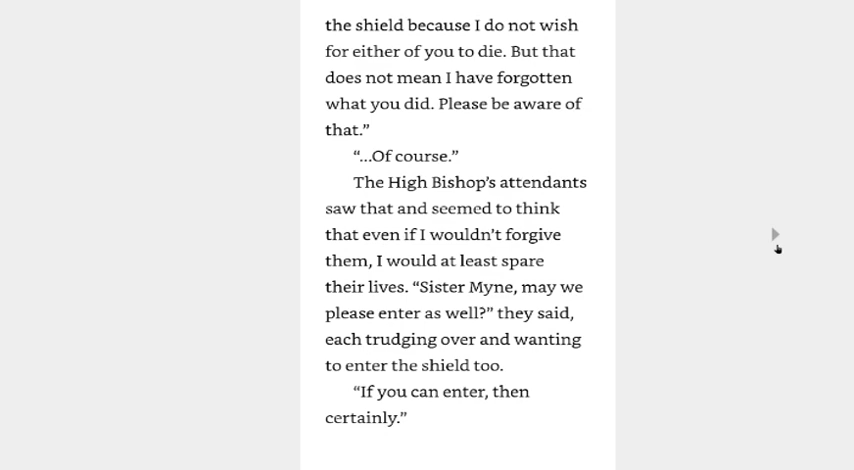 the shield because I do not wish
for either of you to die. But that
does not mean I have forgotten
what you did. Please be aware of
that.”
“...Of course.”
The High Bishop’s attendants
saw that and seemed to think
that even if I wouldn’t forgive
them, I would at least spare
their lives. “Sister Myne, may we
please enter as well?” they said,
each trudging over and wanting
to enter the shield too.
“If you can enter, then
certainly.”